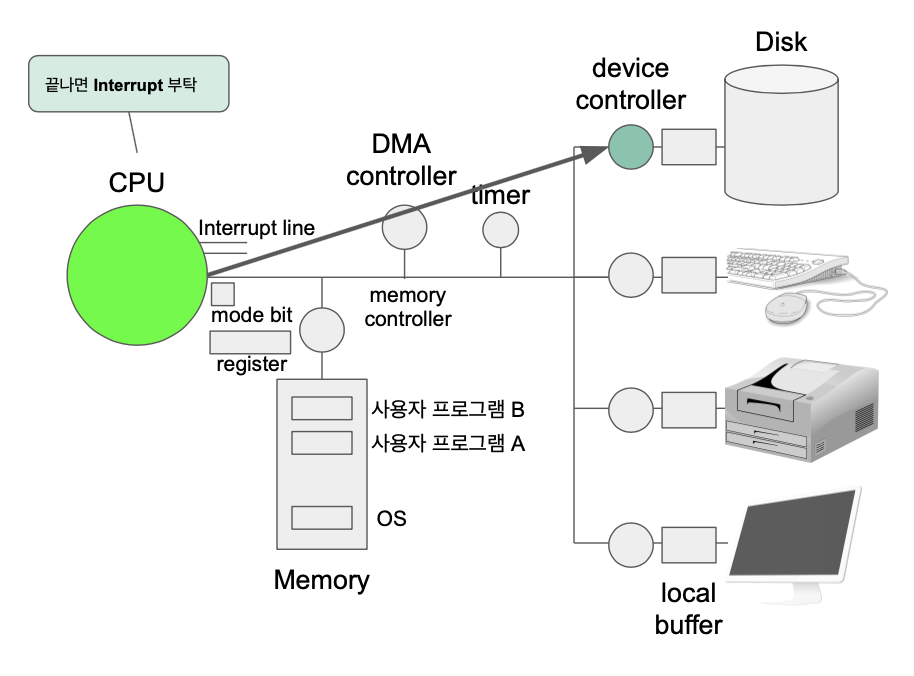 끝나면 Interrupt 부탁
CPU
Interrupt line
mode bit
register
DMA
controller
timer
memory
controller
사용자 프로그램 B
사용자 프로그램 A
OS
Memory
device
controller
Disk
local
buffer